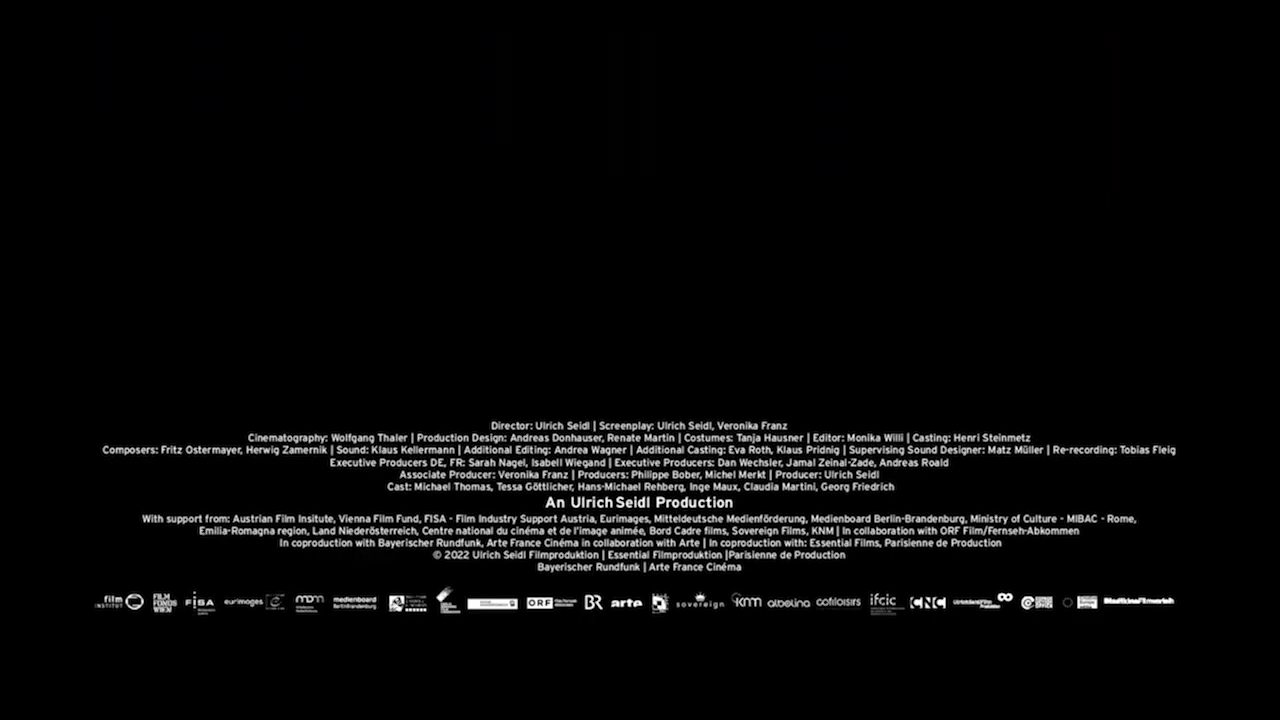 Director: Ulrich Seidl | Screenplay: Ulrich Seidl, Veronika Franz
Cinematography: Wolfgang Thaler | Production Design: Andreas Donhauser, Renate Martin | Costumes: Tanja Hausner | Editor: Monika Willi | Casting: Henri Steinmetz
Composers: Fritz Ostermayer, Herwig Zamernik | Sound: Klaus Kellermann | Additional Editing: Andrea Wagner | Additional Casting: Eva Roth, Klaus Pridnig | Supervising Sound Designer: Matz Müller | Re-recording: Tobias Fleig
Executive Producers DE, FR: Sarah Nagel, Isabell Wiegand | Executive Producers: Dan Wechsler, Jamal Zeinal-Zade, Andreas Roald
Associate Producer: Veronika Franz | Producers: Philippe Bober, Michel Merkt | Producer: Ulrich Seidl
Cast: Michael Thomas, Tessa Göttlicher, Hans-Michael Rehberg, Inge Maux, Claudia Martini, Georg Friedrich
An Ulrich Seidl Production
With support from: Austrian Film Insitute, Vienna Film Fund, FISA - Film Industry Support Austria, Eurimages, Mitteldeutsche Medienförderung, Medienboard Berlin-Brandenburg, Ministry of Culture - MIBAC - Rome,
Emilia-Romagna region, Land Niederösterreich, Centre national du cinéma et de l'image animée, Bord Cadre films, Sovereign Films, KNM | In collaboration with ORF Film/Fernseh-Abkommen
In coproduction with Bayerischer Rundfunk, Arte France Cinéma in collaboration with Arte | In coproduction with: Essential Films, Parisienne de Production
© 2022 Ulrich Seidl Filmproduktion | Essential Filmproduktion |Parisienne de Production
Bayerischer Rundfunk | Arte France Cinéma
film INSTITUT FILM FONDS WIEN FISA eurimages mdm medienboard BerlinBrandenburg ORF BR arte sovereign KNM alboling cofiloisirs ifcic CNC